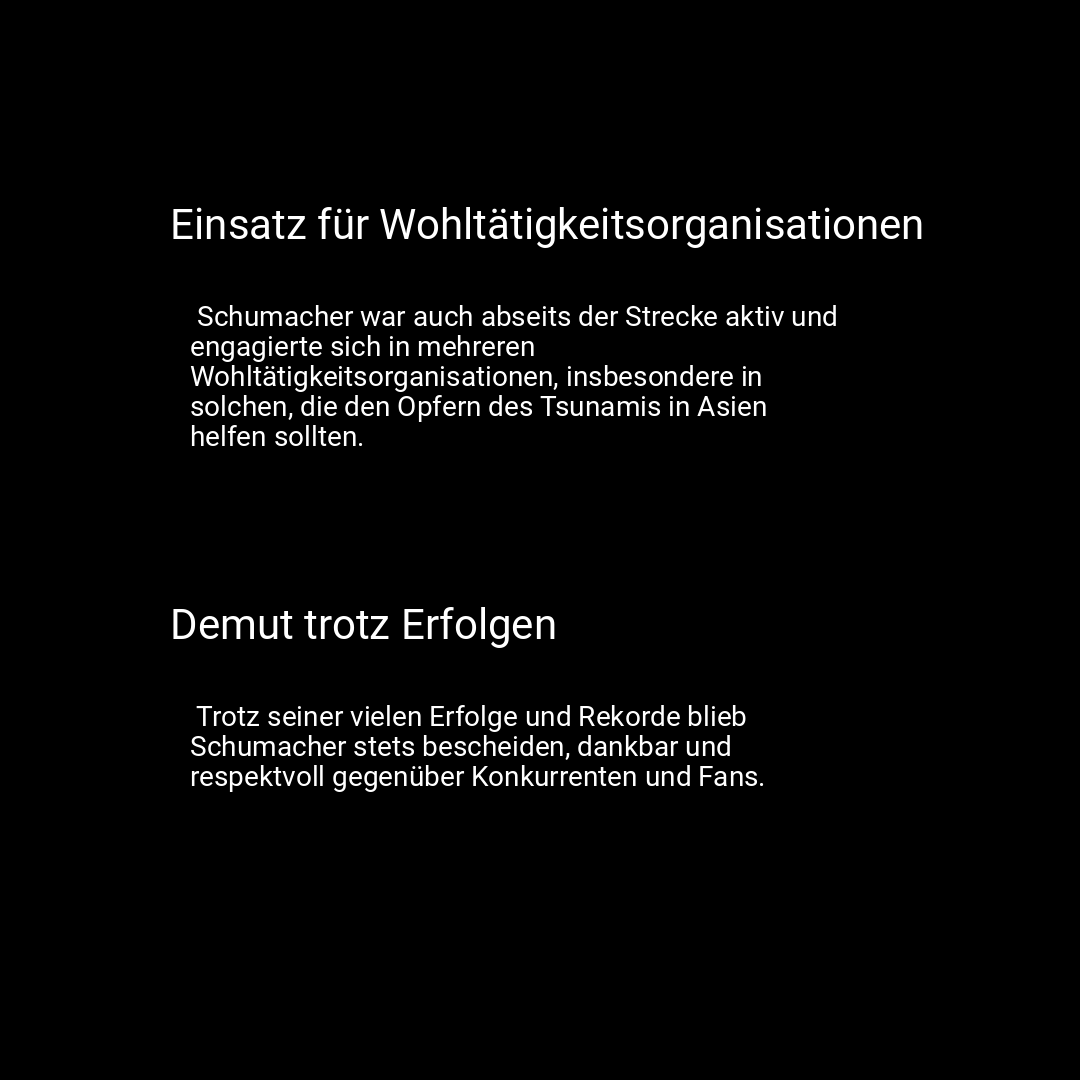 Einsatz für Wohltätigkeitsorganisationen
Schumacher war auch abseits der Strecke aktiv und
engagierte sich in mehreren
Wohltätigkeitsorganisationen, insbesondere in
solchen, die den Opfern des Tsunamis in Asien
helfen sollten.
Demut trotz Erfolgen
Trotz seiner vielen Erfolge und Rekorde blieb
Schumacher stets bescheiden, dankbar und
respektvoll gegenüber Konkurrenten und Fans.